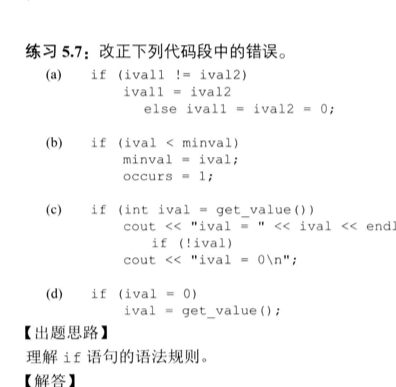 练习 5.7：改正下列代码段中的错误。
(a) if (ival1 != ival2)
ival1 = ival2
else ival1 = ival2 = 0;
(b) if (ival < minval)
minval = ival;
occurs = 1;
(c) if (int ival = get_value())
cout << "ival = " << ival << endl
if (!ival)
cout << "ival = 0\n";
(d) if (ival = 0)
ival = get_value();
【出题思路】
理解 if 语句的语法规则。
【解答】